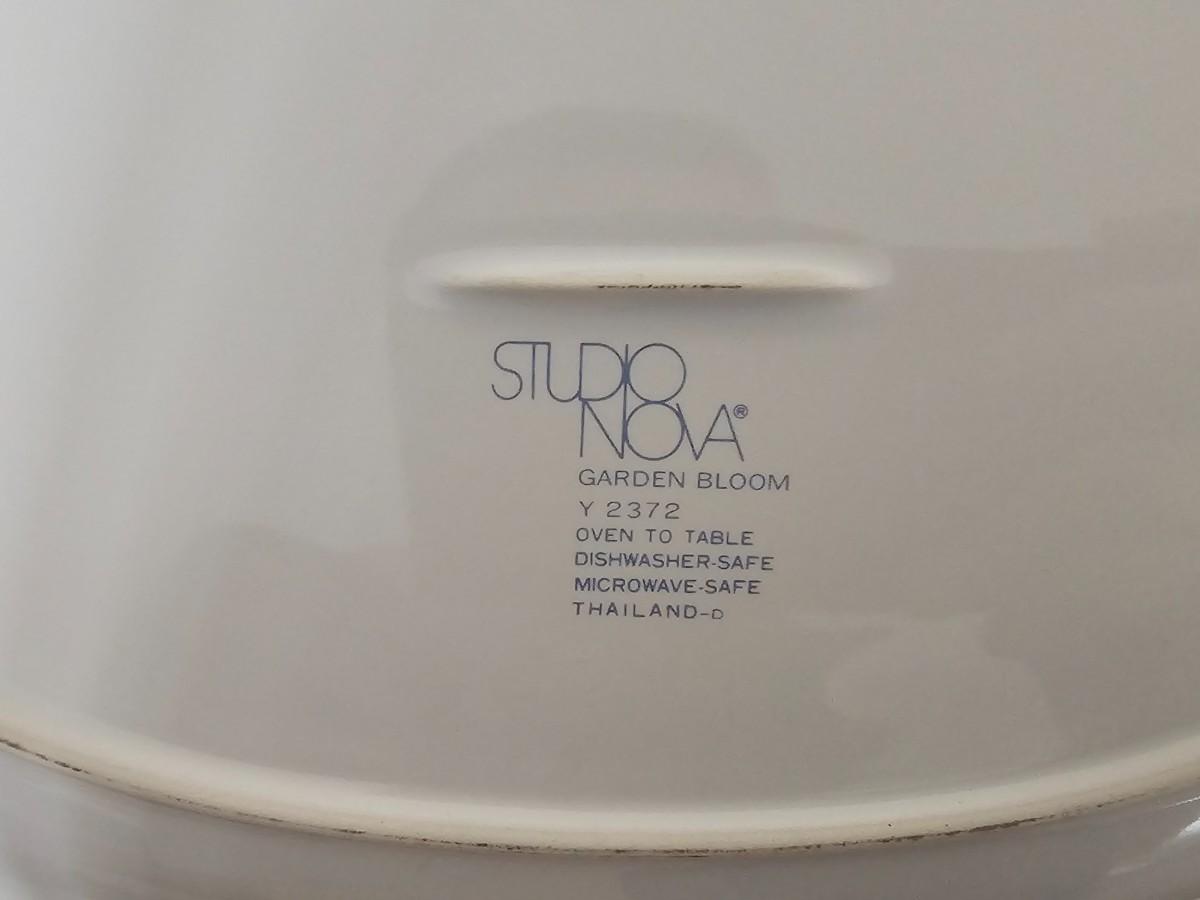 STUDIO
NOVA®
GARDEN BLOOM
Y 2372
OVEN TO TABLE
DISHWASHER-SAFE
MICROWAVE-SAFE
THAILAND-D